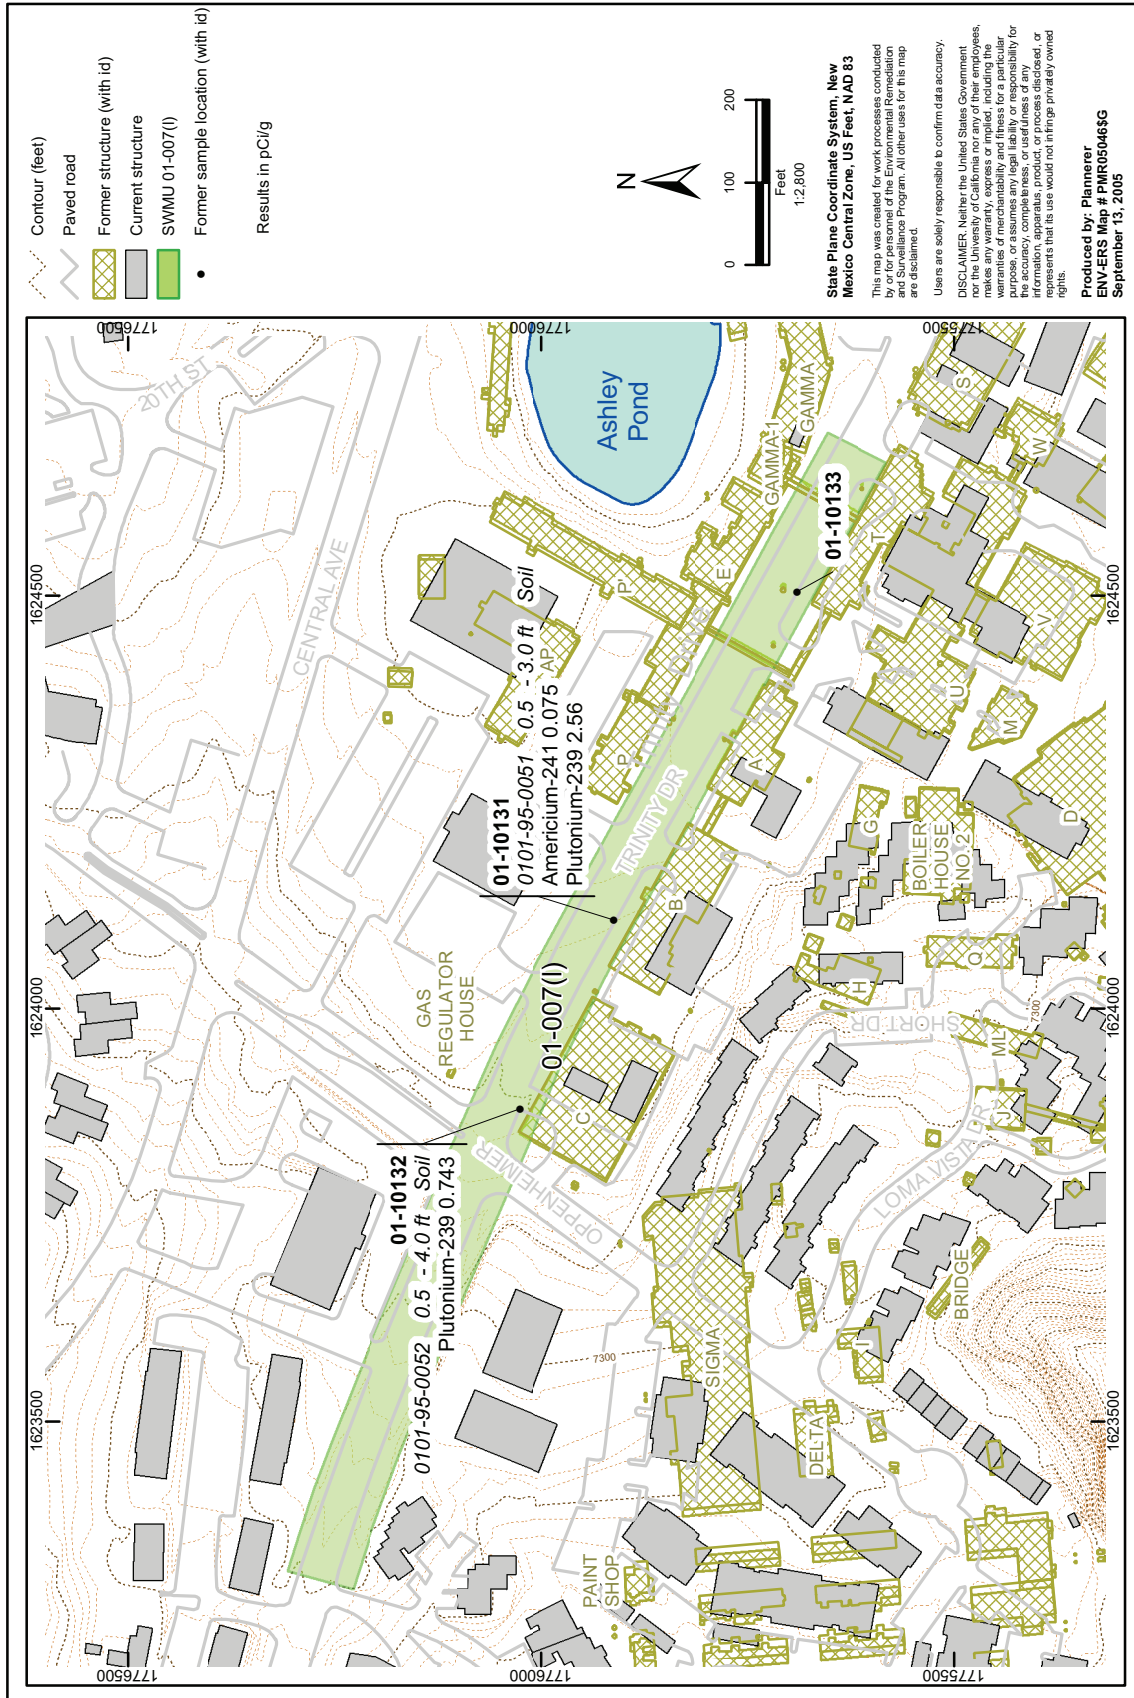 Contour (feet)
Paved road
Former structure (with id)
Current structure
SWMU 01-007(l)
Former sample location (with id)
Results in pCi/g
N
0 100 200
Feet
1:2,800
State Plane Coordinate System, New
Mexico Central Zone, US Feet, NAD 83
This map was created for work processes conducted
by or for personnel of the Environmental Remediation
and Surveillance Program. All other uses for this map
are disclaimed.
Users are solely responsible to confirm data accuracy.
DISCLAIMER: Neither the United States Government
nor the University of California nor any of their employees,
makes any warranty, express or implied, including the
warranties of merchantability and fitness for a particular
purpose, or assumes any legal liability or responsibility for
the accuracy, completeness, or usefulness of any
information, apparatus, product, or process disclosed, or
represents that its use would not infringe privately owned
rights.
Produced by: Plannerer
ENV-ERS Map # PMR05046$G
September 13, 2005
1623500
1624000
1624500
1776500
1776000
1775500
1776500
1776000
1775500
1623500
1624000
1624500
20TH ST
CENTRAL AVE
Ashley
Pond
GAS
REGULATOR
HOUSE
01-10132
0101-95-0052 0.5 - 4.0 ft Soil
Plutonium-239 0.743
01-10131
0101-95-0051 0.5 - 3.0 ft Soil
Americium-241 0.075
Plutonium-239 2.56
01-10133
01-007(l)
TRINITY DR
OPPENHEIMER
AP
P'
P
E
GAMMA-1
GAMMA
C
B
A
T
S
W
V
U
M
D
G
BOILER
HOUSE
NO. 2
H
Q
SHORT DR
ML
J
LOMA VISTA DR
BRIDGE
I
SIGMA
DELTA
PAINT
SHOP
7300
7300